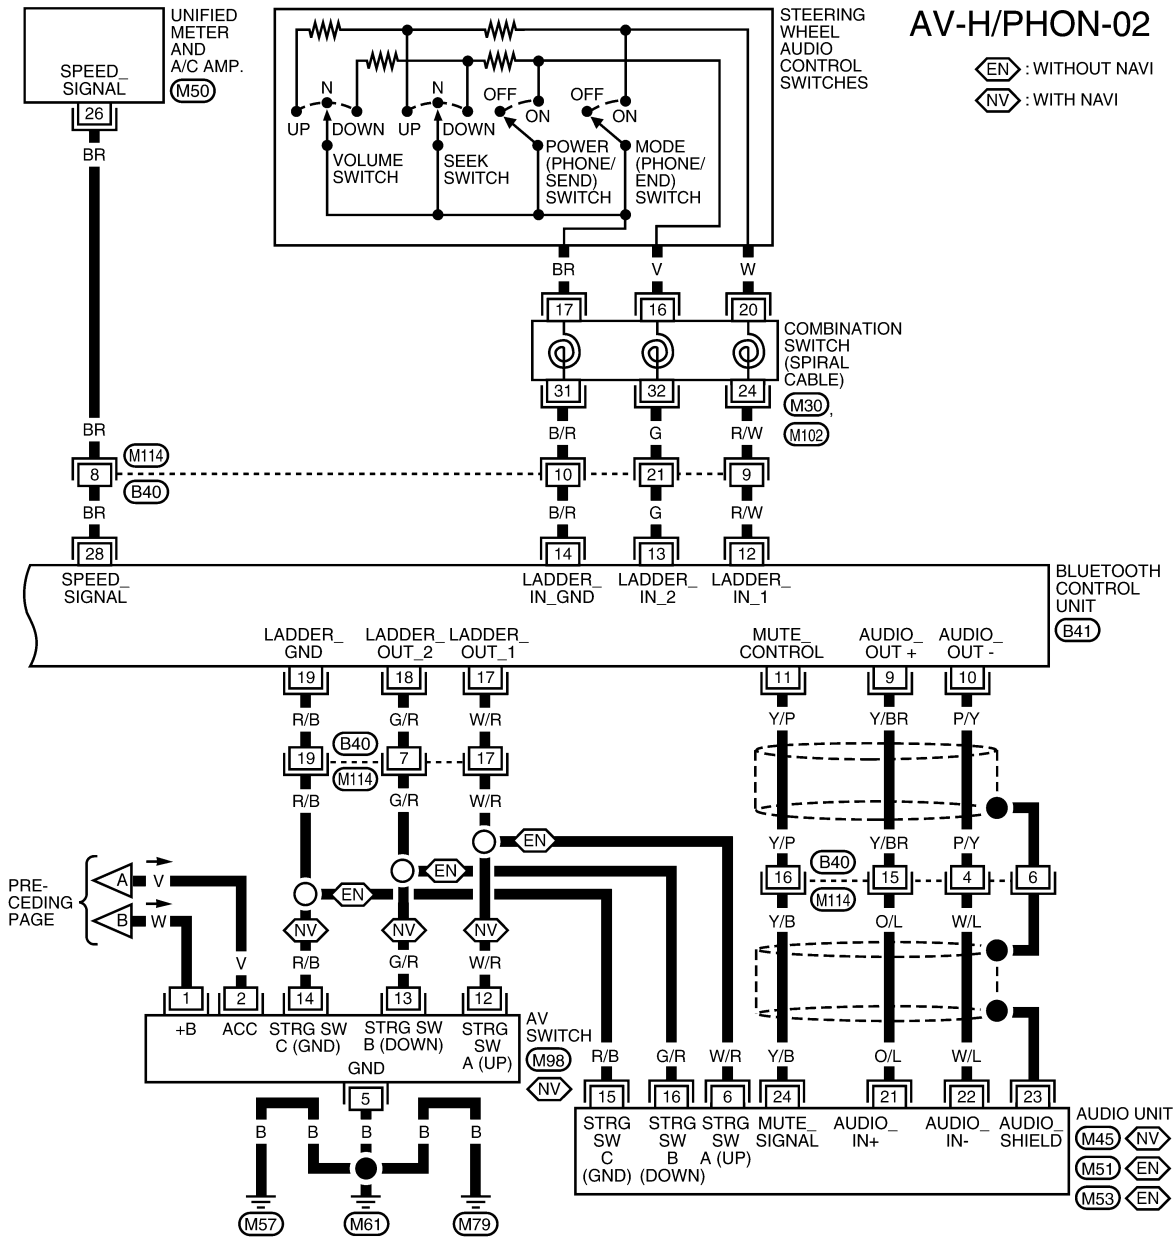 AV-H/PHON-02
EN : WITHOUT NAVI
NV : WITH NAVI
UNIFIED
METER
AND
A/C AMP.
M50
SPEED_
SIGNAL
26
BR
STEERING
WHEEL
AUDIO
CONTROL
SWITCHES
N
UP DOWN
VOLUME
SWITCH
N
UP DOWN
SEEK
SWITCH
OFF
ON
POWER
(PHONE/
SEND)
SWITCH
OFF
ON
MODE
(PHONE/
END)
SWITCH
BR V W
17 16 20
COMBINATION
SWITCH
(SPIRAL
CABLE)
M30 ,
M102
31 32 24
BR B/R G R/W
M114
8 10 21 9
B40
BR B/R G R/W
28 14 13 12
SPEED_
SIGNAL
LADDER_
IN_GND
LADDER_
IN_2
LADDER_
IN_1
BLUETOOTH
CONTROL
UNIT
B41
LADDER_
GND
LADDER_
OUT_2
LADDER_
OUT_1
MUTE_
CONTROL
AUDIO_
OUT +
AUDIO_
OUT -
19 18 17 11 9 10
R/B G/R W/R Y/P Y/BR P/Y
B40
19 7 17
M114
R/B G/R W/R
EN
EN
EN
Y/P Y/BR P/Y
B40
16 15 4 6
M114
Y/B O/L W/L
PRE-
CEDING
PAGE
A V
B W
NV NV NV
V R/B G/R W/R
1 2 14 13 12
+B ACC
STRG SW
C (GND)
STRG SW
B (DOWN)
STRG
SW
A (UP)
GND
AV
SWITCH
M98
NV
5
B B B B B
M57 M61 M79
R/B G/R W/R Y/B O/L W/L
15 16 6 24 21 22 23
STRG
SW
C
(GND)
STRG
SW
B
(DOWN)
STRG
SW
A (UP)
MUTE_
SIGNAL
AUDIO_
IN+
AUDIO_
IN-
AUDIO_
SHIELD
AUDIO UNIT
M45 NV
M51 EN
M53 EN